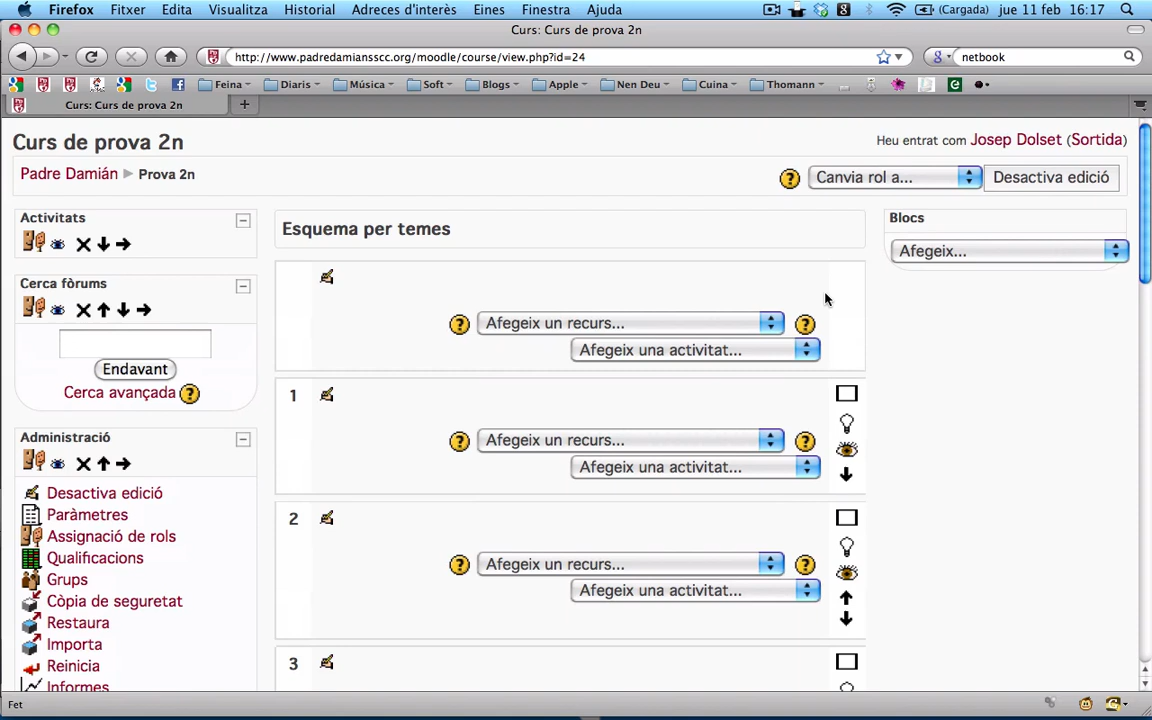 Firefox Fitxer Edita Visualitza Historial Adreces d'interès Eines Finestra Ajuda (Cargada) jue 11 feb 16:17
Curs: Curs de prova 2n
http://www.padredamiansscc.org/moodle/course/view.php?id=24 netbook
Feina Diaris Música Soft Blogs Apple Nen Deu Cuina Thomann
Curs: Curs de prova 2n
Curs de prova 2n
Heu entrat com Josep Dolset (Sortida)
Padre Damián ► Prova 2n
Canvia rol a... Desactiva edició
Activitats
Cerca fòrums
Endavant
Cerca avançada
Administració
Desactiva edició
Paràmetres
Assignació de rols
Qualificacions
Grups
Còpia de seguretat
Restaura
Importa
Reinicia
Informes
Esquema per temes
Afegeix un recurs...
Afegeix una activitat...
1
Afegeix un recurs...
Afegeix una activitat...
2
Afegeix un recurs...
Afegeix una activitat...
3
Blocs
Afegeix...
Fet